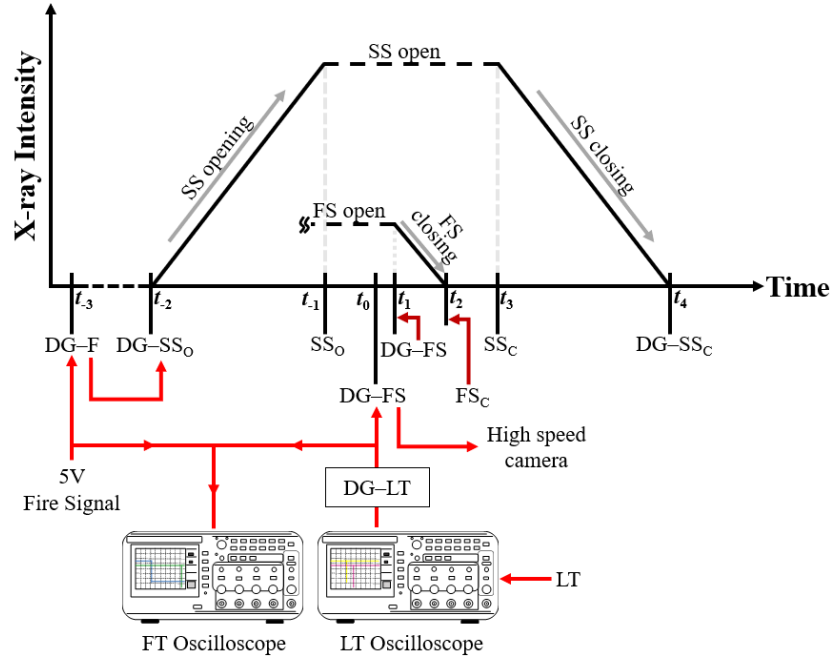 X-ray Intensity
SS open
SS opening
SS closing
FS open
FS
closing
Time
t-3
t-2
t-1
t0
t1
t2
t3
t4
DG–F
DG–SSO
SSO
DG–FS
SSC
DG–SSC
DG–FS
FSC
High speed
camera
5V
Fire Signal
DG–LT
LT
FT Oscilloscope
LT Oscilloscope